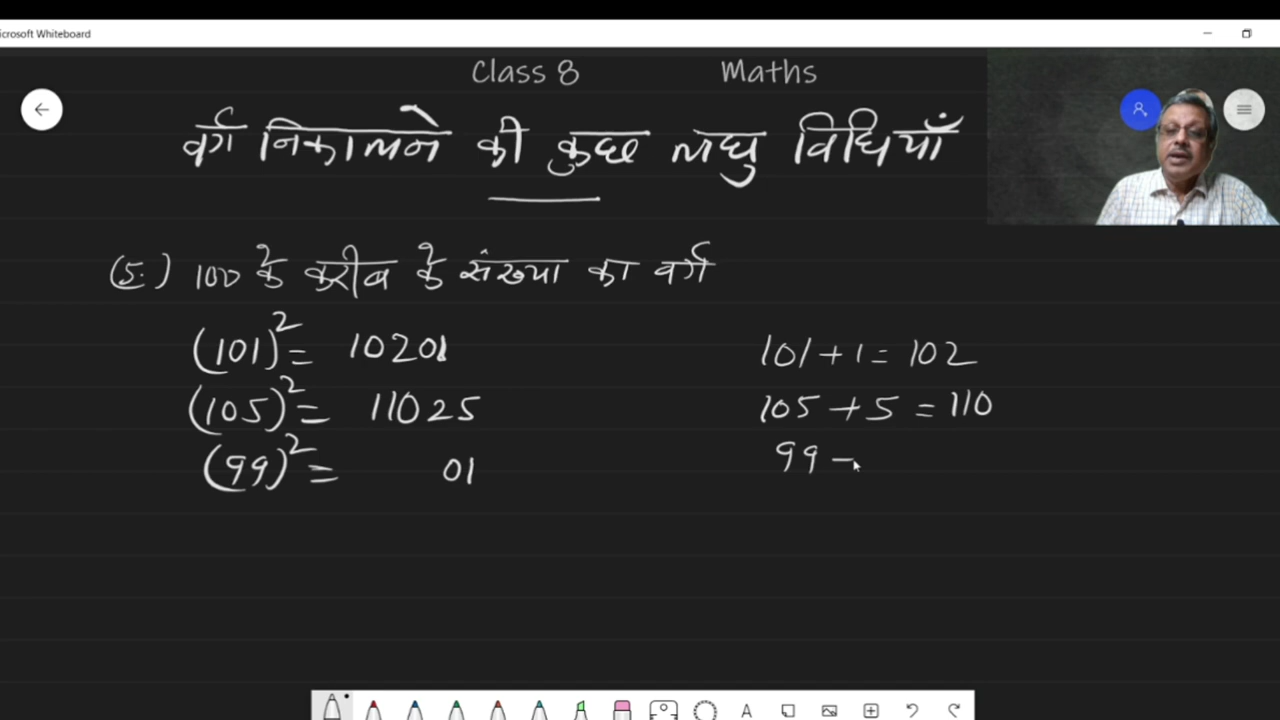 icrosoft Whiteboard
Class 8 Maths
वर्ग निकालने की कुछ लघु विधियाँ
(5.) 100 के करीब के संख्या का वर्ग
(101)² = 10201 101 + 1 = 102
(105)² = 11025 105 + 5 = 110
(99)² = 01 99 –
A